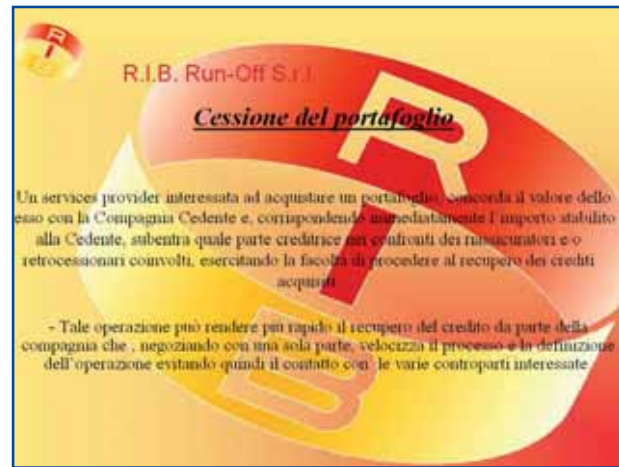 R.I.B. Run-Off S.r.l.
Cessione del portafoglio
Un services provider interessata ad acquistare un portafoglio, concorda il valore dello
esso con la Compagnia Cedente e, corrispondendo immediatamente l'importo stabilito
alla Cedente, subentra quale parte creditrice nei confronti dei riassicuratori e/o
retrocessionari coinvolti, esercitando la facoltà di procedere al recupero dei crediti
acquisiti
- Tale operazione può rendere più rapido il recupero del credito da parte della
compagnia che , negoziando con una sola parte, velocizza il processo e la definizione
dell'operazione evitando quindi il contatto con le varie controparti interessate
R
I
B